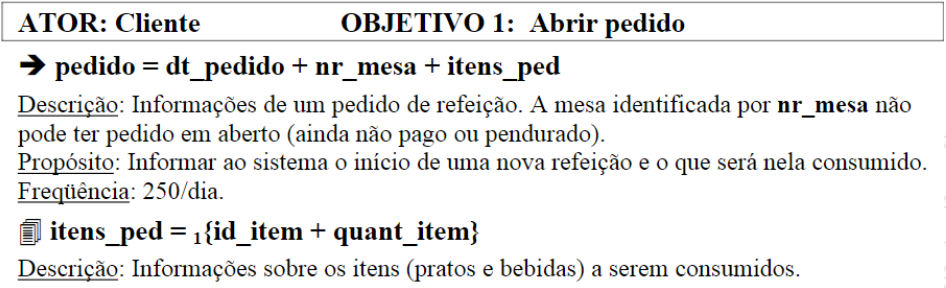 ATOR: Cliente OBJETIVO 1: Abrir pedido
➔ pedido = dt_pedido + nr_mesa + itens_ped
Descrição: Informações de um pedido de refeição. A mesa identificada por nr_mesa não
pode ter pedido em aberto (ainda não pago ou pendurado).
Propósito: Informar ao sistema o início de uma nova refeição e o que será nela consumido.
Freqüência: 250/dia.
itens_ped = ₁{id_item + quant_item}
Descrição: Informações sobre os itens (pratos e bebidas) a serem consumidos.